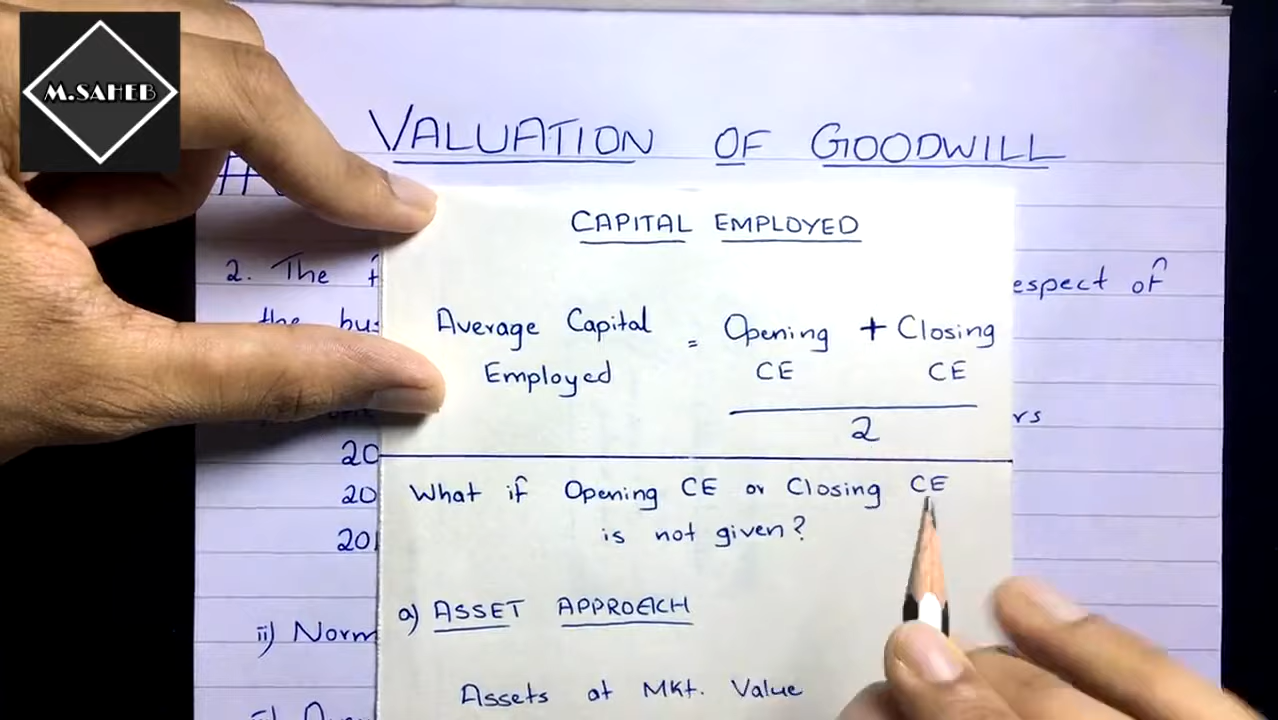 M.SAHEB
VALUATION OF GOODWILL
CAPITAL EMPLOYED
2. The
espect of
the
Average Capital = Opening + Closing
Employed CE CE
2
rs
20
What if Opening CE or Closing CE
20
is not given?
201
a) ASSET APPROACH
ii) Norm
Assets at Mkt. Value